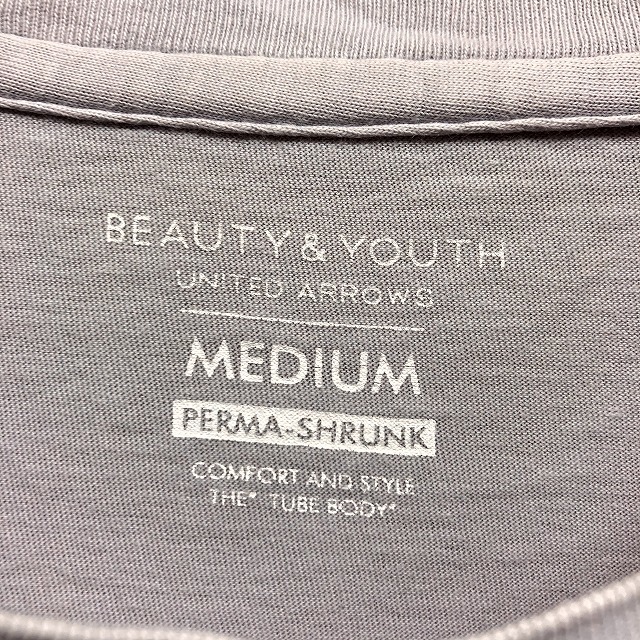 BEAUTY & YOUTH
UNITED ARROWS
MEDIUM
PERMA-SHRUNK
COMFORT AND STYLE
THE" TUBE BODY"